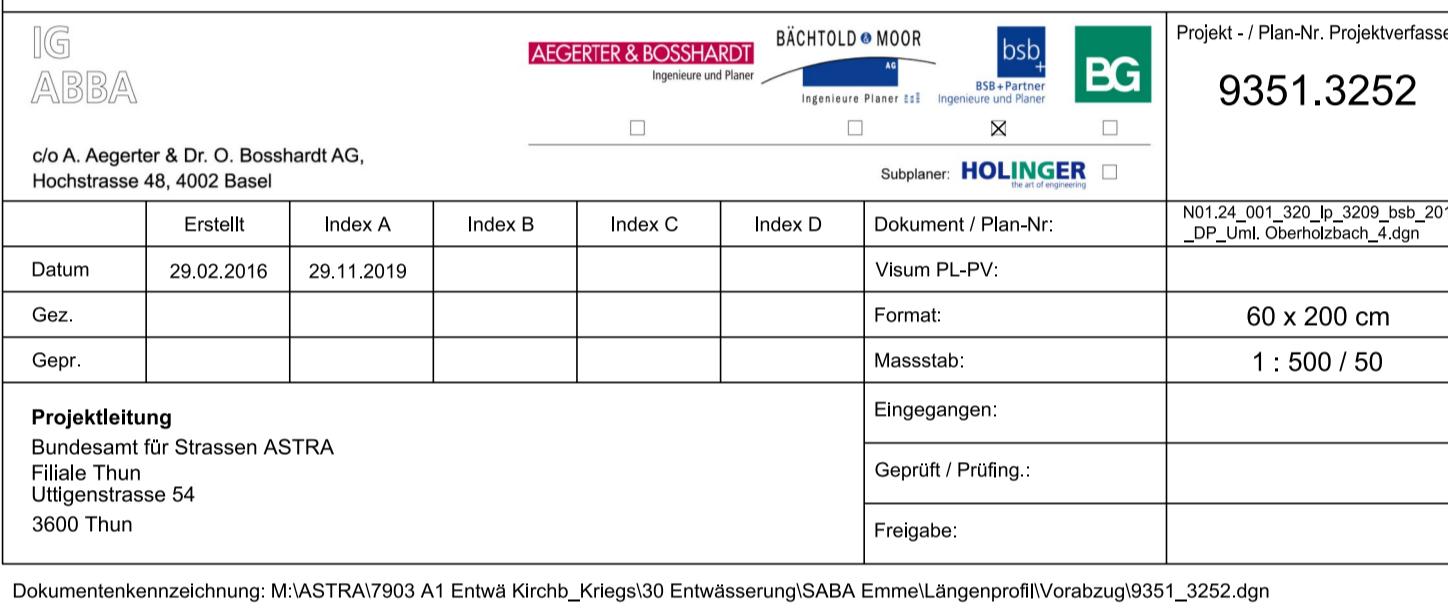 IG
ABBA
c/o A. Aegerter & Dr. O. Bosshardt AG,
Hochstrasse 48, 4002 Basel
AEGERTER & BOSSHARDT
Ingenieure und Planer
BÄCHTOLD & MOOR
AG
Ingenieure Planer
bsb+
BSB+Partner
Ingenieure und Planer
BG
Subplaner: HOLINGER
the art of engineering
Projekt - / Plan-Nr. Projektverfasse
9351.3252
Erstellt Index A Index B Index C Index D Dokument / Plan-Nr: N01.24_001_320_lp_3209_bsb_201
_DP_Uml. Oberholzbach_4.dgn
Datum 29.02.2016 29.11.2019 Visum PL-PV:
Gez. Format: 60 x 200 cm
Gepr. Massstab: 1 : 500 / 50
Projektleitung
Bundesamt für Strassen ASTRA
Filiale Thun
Uttigenstrasse 54
3600 Thun
Eingegangen:
Geprüft / Prüfing.:
Freigabe:
Dokumentenkennzeichnung: M:\ASTRA\7903 A1 Entwä Kirchb_Kriegs\30 Entwässerung\SABA Emme\Längenprofil\Vorabzug\9351_3252.dgn